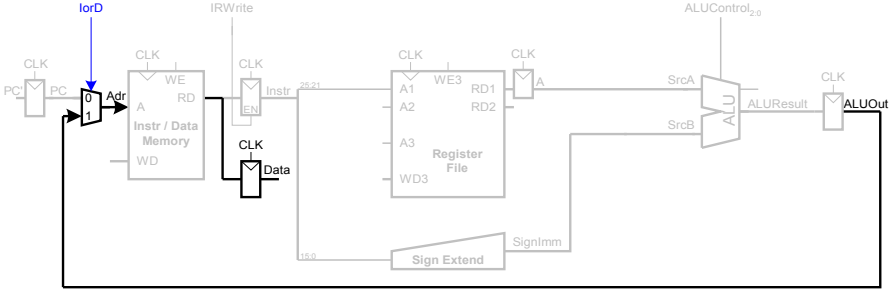 IorD
IRWrite
ALUControl2:0
CLK
CLK
CLK
CLK
CLK
CLK
PC' PC
0
1
Adr
A
WE
RD
Instr / Data
Memory
WD
EN
Instr
25:21
A1
WE3
RD1
A
A2
RD2
A3
Register
File
WD3
SrcA
SrcB
ALU
ALUResult
ALUOut
CLK
Data
15:0
Sign Extend
SignImm